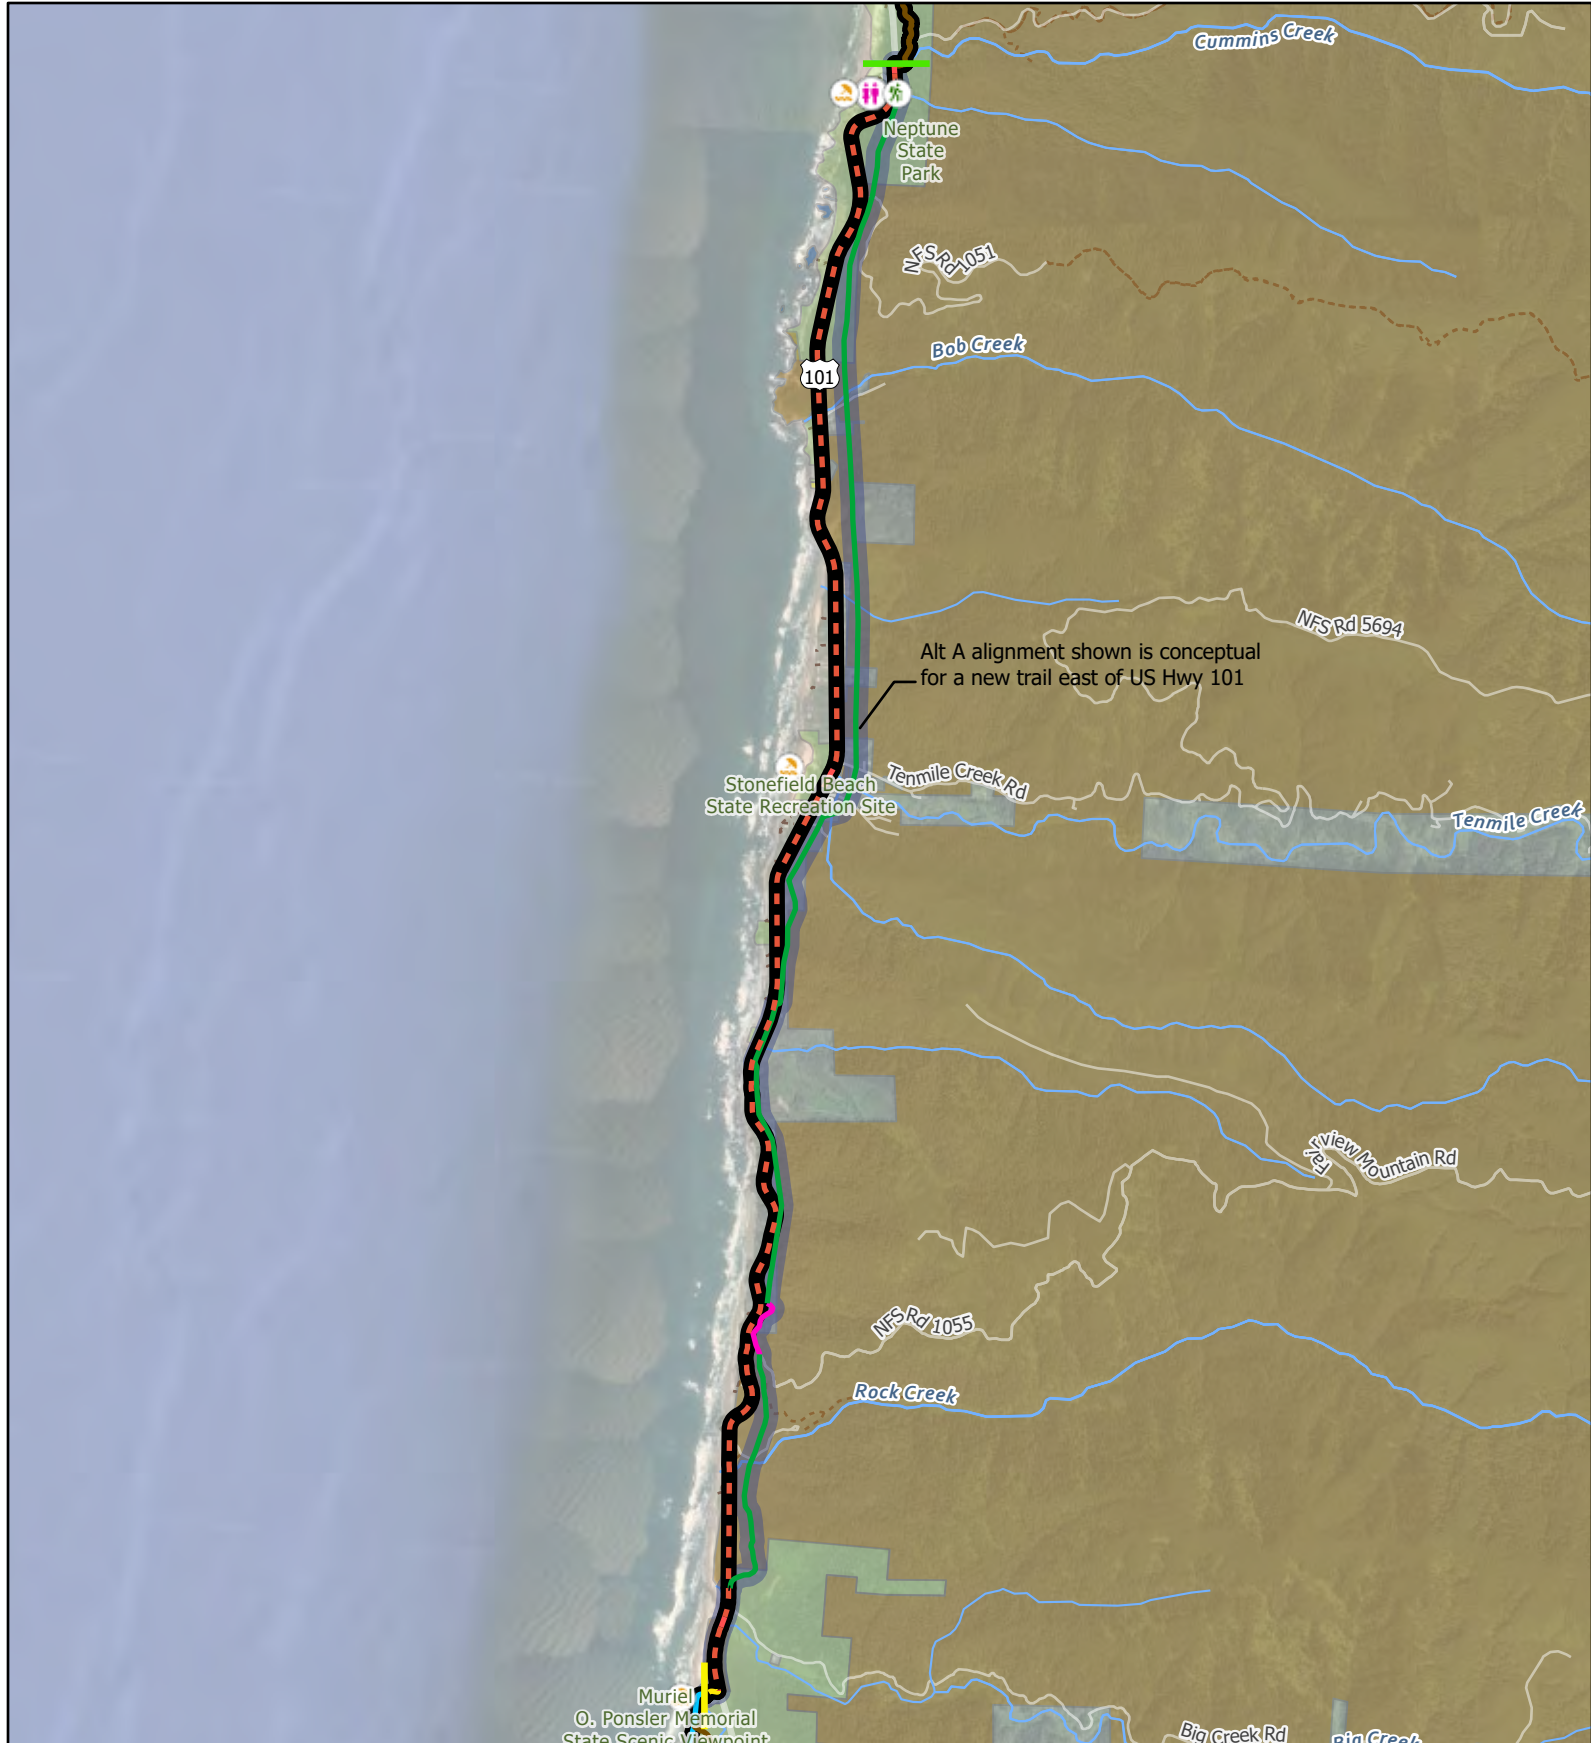 Cummins Creek
Neptune
State
Park
NFS Rd 1051
Bob Creek
101
NFS Rd 5694
Alt A alignment shown is conceptual
for a new trail east of US Hwy 101
Tenmile Creek Rd
Stonefield Beach
State Recreation Site
Tenmile Creek
Fairview Mountain Rd
NFS Rd 1055
Rock Creek
Muriel
O. Ponsler Memorial
State Scenic Viewpoint
Big Creek Rd
Big Creek